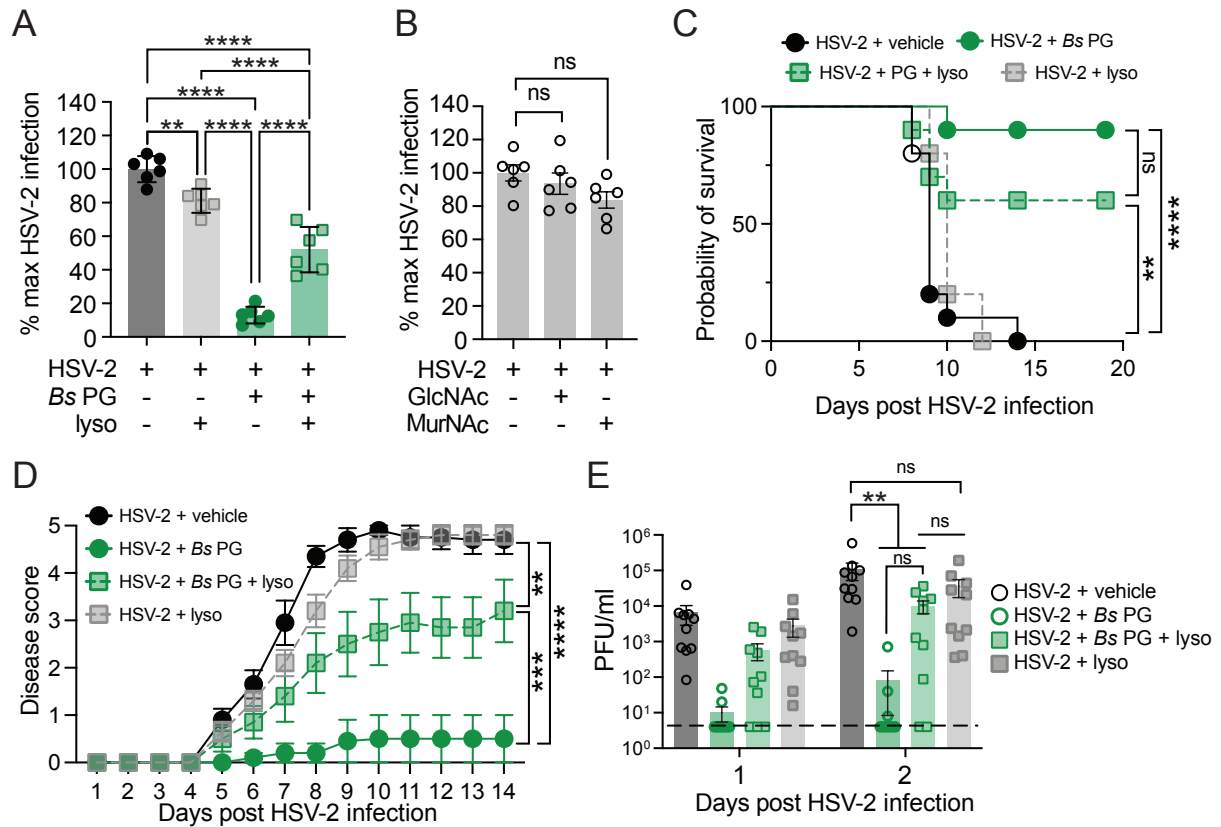 A
****
****
****
** **** ****
% max HSV-2 infection
140
120
100
80
60
40
20
0
HSV-2 + + + +
Bs PG - - + +
lyso - + - +
B
ns
ns
% max HSV-2 infection
140
120
100
80
60
40
20
0
HSV-2 + + +
GlcNAc - + -
MurNAc - - +
C
HSV-2 + vehicle HSV-2 + Bs PG
HSV-2 + PG + lyso HSV-2 + lyso
Probability of survival
100
50
0
0 5 10 15 20
Days post HSV-2 infection
ns
**
****
D
HSV-2 + vehicle
HSV-2 + Bs PG
HSV-2 + Bs PG + lyso
HSV-2 + lyso
Disease score
5
4
3
2
1
0
1 2 3 4 5 6 7 8 9 10 11 12 13 14
Days post HSV-2 infection
**
***
****
E
ns
**
ns
ns
PFU/ml
10⁶
10⁵
10⁴
10³
10²
10¹
10⁰
1 2
Days post HSV-2 infection
HSV-2 + vehicle
HSV-2 + Bs PG
HSV-2 + Bs PG + lyso
HSV-2 + lyso